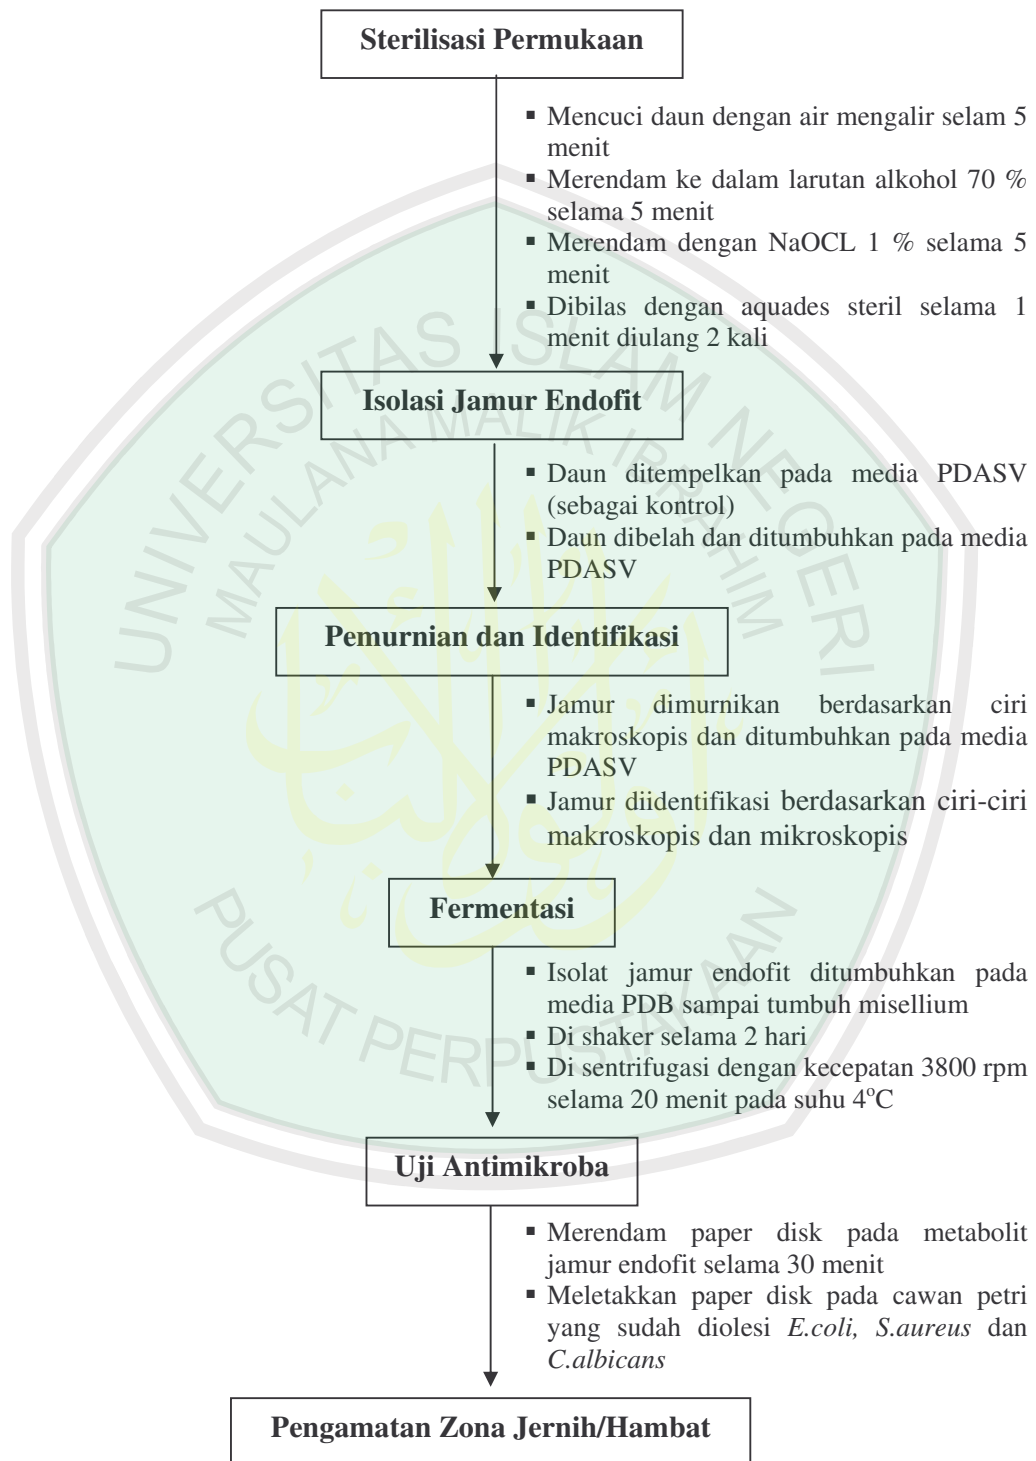 Sterilisasi Permukaan
▪ Mencuci daun dengan air mengalir selam 5
menit
▪ Merendam ke dalam larutan alkohol 70 %
selama 5 menit
▪ Merendam dengan NaOCL 1 % selama 5
menit
▪ Dibilas dengan aquades steril selama 1
menit diulang 2 kali
Isolasi Jamur Endofit
▪ Daun ditempelkan pada media PDASV
(sebagai kontrol)
▪ Daun dibelah dan ditumbuhkan pada media
PDASV
Pemurnian dan Identifikasi
▪ Jamur dimurnikan berdasarkan ciri
makroskopis dan ditumbuhkan pada media
PDASV
▪ Jamur diidentifikasi berdasarkan ciri-ciri
makroskopis dan mikroskopis
Fermentasi
▪ Isolat jamur endofit ditumbuhkan pada
media PDB sampai tumbuh misellium
▪ Di shaker selama 2 hari
▪ Di sentrifugasi dengan kecepatan 3800 rpm
selama 20 menit pada suhu 4°C
Uji Antimikroba
▪ Merendam paper disk pada metabolit
jamur endofit selama 30 menit
▪ Meletakkan paper disk pada cawan petri
yang sudah diolesi E.coli, S.aureus dan
C.albicans
Pengamatan Zona Jernih/Hambat
UNIVERSITAS ISLAM NEGERI
MAULANA MALIK IBRAHIM
PUSAT PERPUSTAKAAN